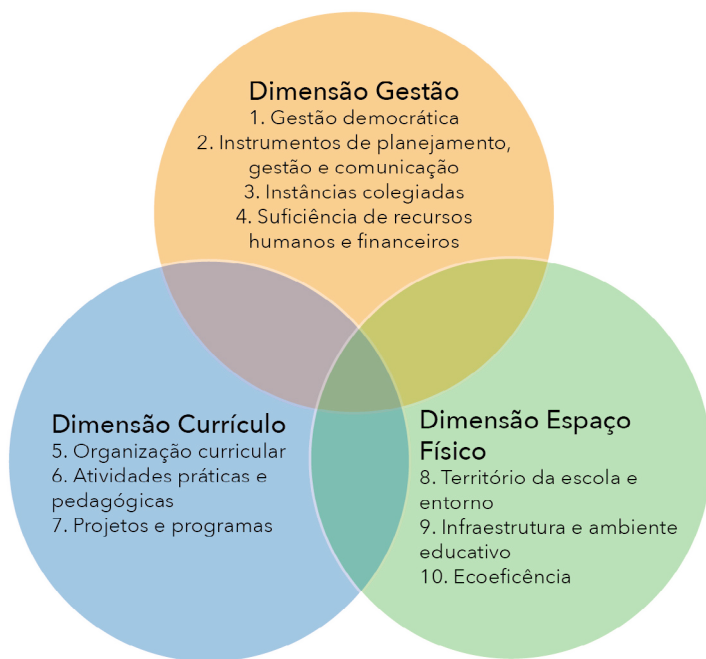 Dimensão Gestão
1. Gestão democrática
2. Instrumentos de planejamento,
gestão e comunicação
3. Instâncias colegiadas
4. Suficiência de recursos
humanos e financeiros
Dimensão Currículo
5. Organização curricular
6. Atividades práticas e
pedagógicas
7. Projetos e programas
Dimensão Espaço
Físico
8. Território da escola e
entorno
9. Infraestrutura e ambiente
educativo
10. Ecoeficência